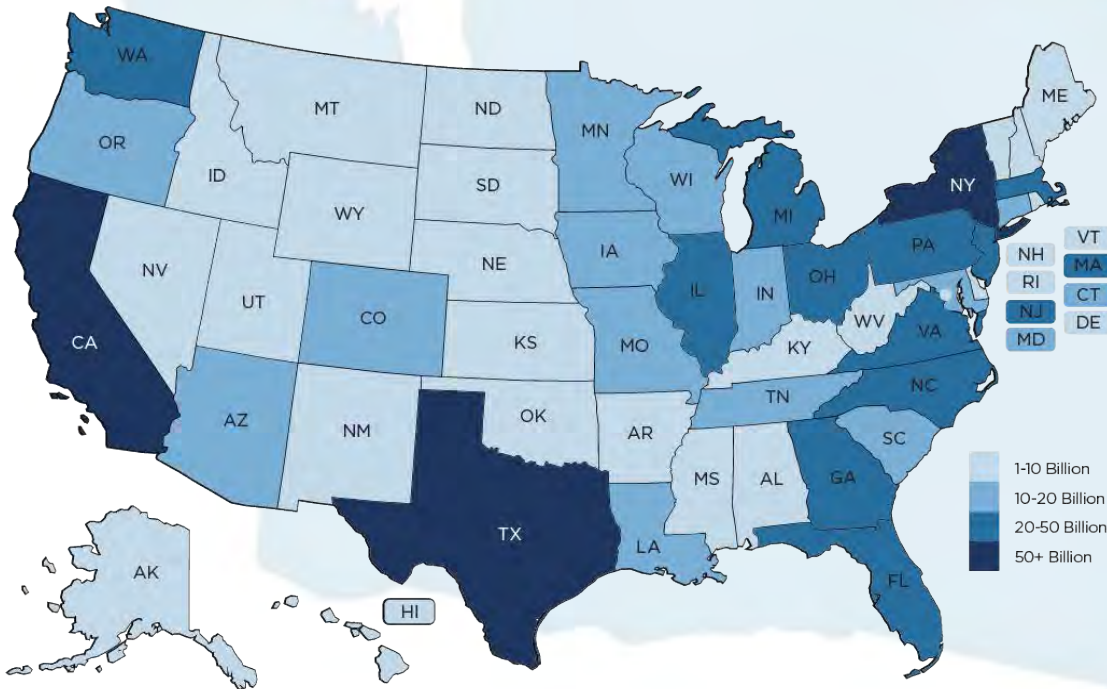 WA
MT
ND
MN
ME
OR
ID
SD
WI
NY
WY
MI
IA
PA
NE
NV
UT
CO
IL
IN
OH
WV
VA
CA
KS
MO
KY
NC
TN
AZ
NM
OK
AR
SC
MS
AL
GA
TX
LA
FL
AK
HI
VT
NH
MA
RI
CT
NJ
DE
MD
1-10 Billion
10-20 Billion
20-50 Billion
50+ Billion